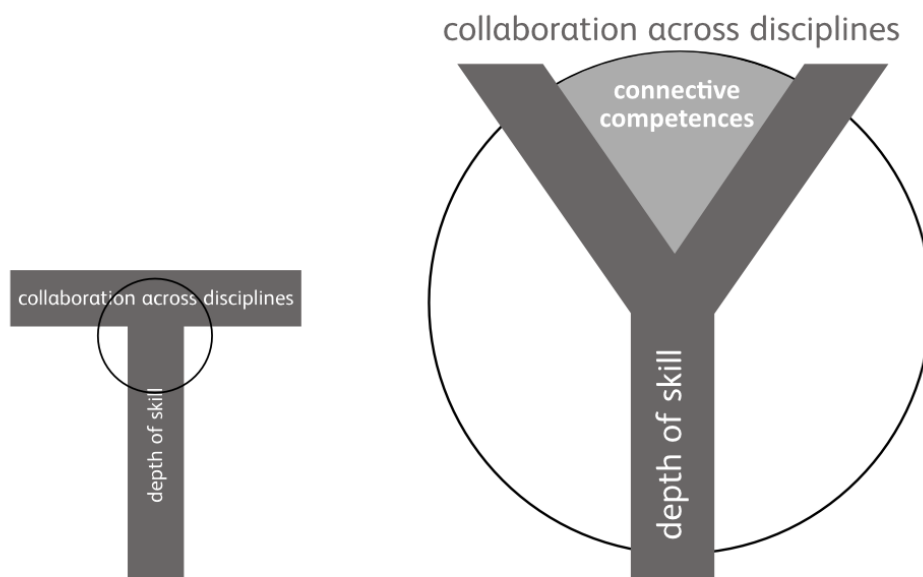 collaboration across disciplines
depth of skill
collaboration across disciplines
connective
competences
depth of skill